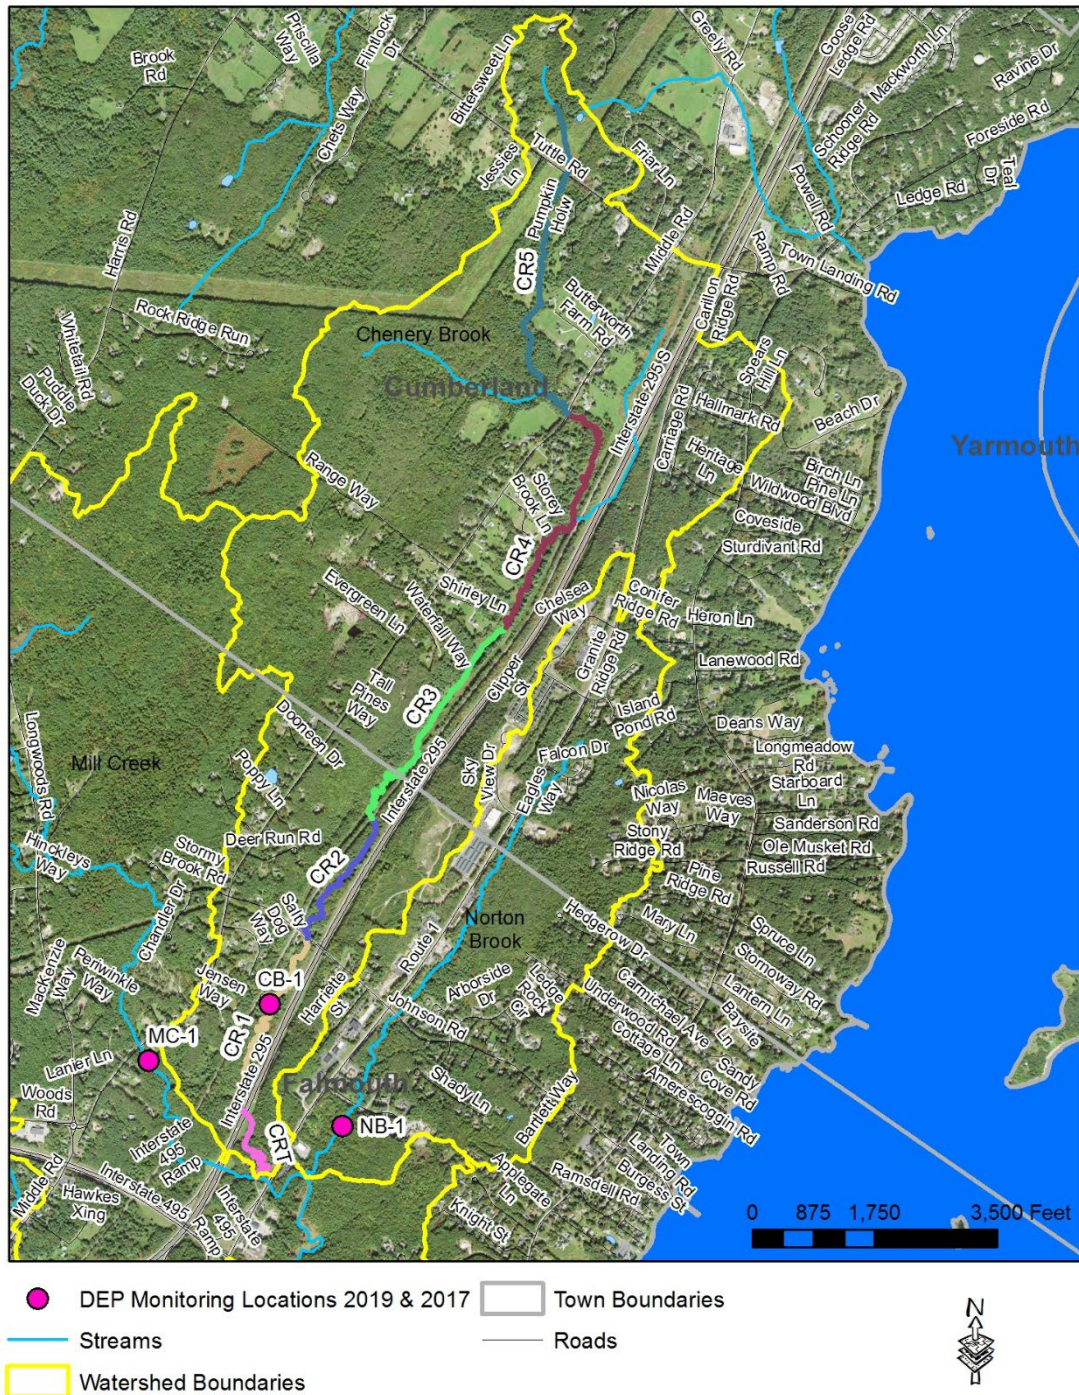 Brook
Rd
Priscilla
Way
Flintlock
Dr
Chets Way
Bittersweet Ln
Jessies
Ln
Tuttle Rd
Friar Ln
Greely Rd
Goose
Ledge Rd
Mackworth Ln
Schooner
Ridge Rd
Ravine Dr
Foreside Rd
Teal
Dr
Ledge Rd
Powell Rd
Town Landing Rd
Ramp Rd
Carillon
Ridge Rd
Middle Rd
Pumpkin
Holw
CR5
Harris Rd
Rock Ridge Run
Whitetail Rd
Puddle
Duck Dr
Chenery Brook
Cumberland
Butterworth
Farm Rd
Interstate 295 S
Carriage Rd
Spears
Hill Ln
Hallmark Rd
Beach Dr
Heritage
Ln
Wildwood Blvd
Birch Ln
Pine Ln
Coveside
Sturdivant Rd
Yarmouth
Range Way
Storey
Brook Ln
CR4
Shirley Ln
Evergreen Ln
Waterfall Way
Chelsea
Way
Conifer
Ridge Rd
Heron Ln
Lanewood Rd
Granite
Ridge Rd
Clipper
St
Tall
Pines
Way
CR3
Island
Pond Rd
Deans Way
Longmeadow
Rd
Starboard
Ln
Falcon Dr
Sky
View Dr
Eagles
Way
Nicolas
Way
Maeves
Way
Sanderson Rd
Ole Musket Rd
Russell Rd
Stony
Ridge Rd
Pine
Ridge Rd
Dooneen Dr
Interstate 295
Longwoods Rd
Mill Creek
Poppy Ln
Deer Run Rd
Hinckleys
Way
Stormy
Brook Rd
CR2
Chandler Dr
Salty
Dog
Way
Norton
Brook
Route 1
Hedgerow Dr
Mary Ln
Spruce Ln
Stornoway Rd
Lantern Ln
Mackenzie
Way
Periwinkle
Way
Jensen
Way
CB-1
Harriette
St
Johnson Rd
Arborside
Dr
Ledge
Rock
Cir
Underwood Rd
Carmichael Ave
Bayside
Ln
Cottage Ln
Sandy
Cove Rd
Amerescoggin Rd
CR-1
MC-1
Lanier Ln
Woods
Rd
Interstate 295
Falmouth
Shady Ln
Bartlett Way
CRT
NB-1
Interstate
495
Ramp
Interstate 495
Ramp
Interstate
495
Middle Rd
Hawkes
Xing
Applegate
Ln
Knight St
Ramsdell Rd
Town
Landing Rd
Burgess St
0 875 1,750 3,500 Feet
DEP Monitoring Locations 2019 & 2017
Town Boundaries
Streams
Roads
Watershed Boundaries
N